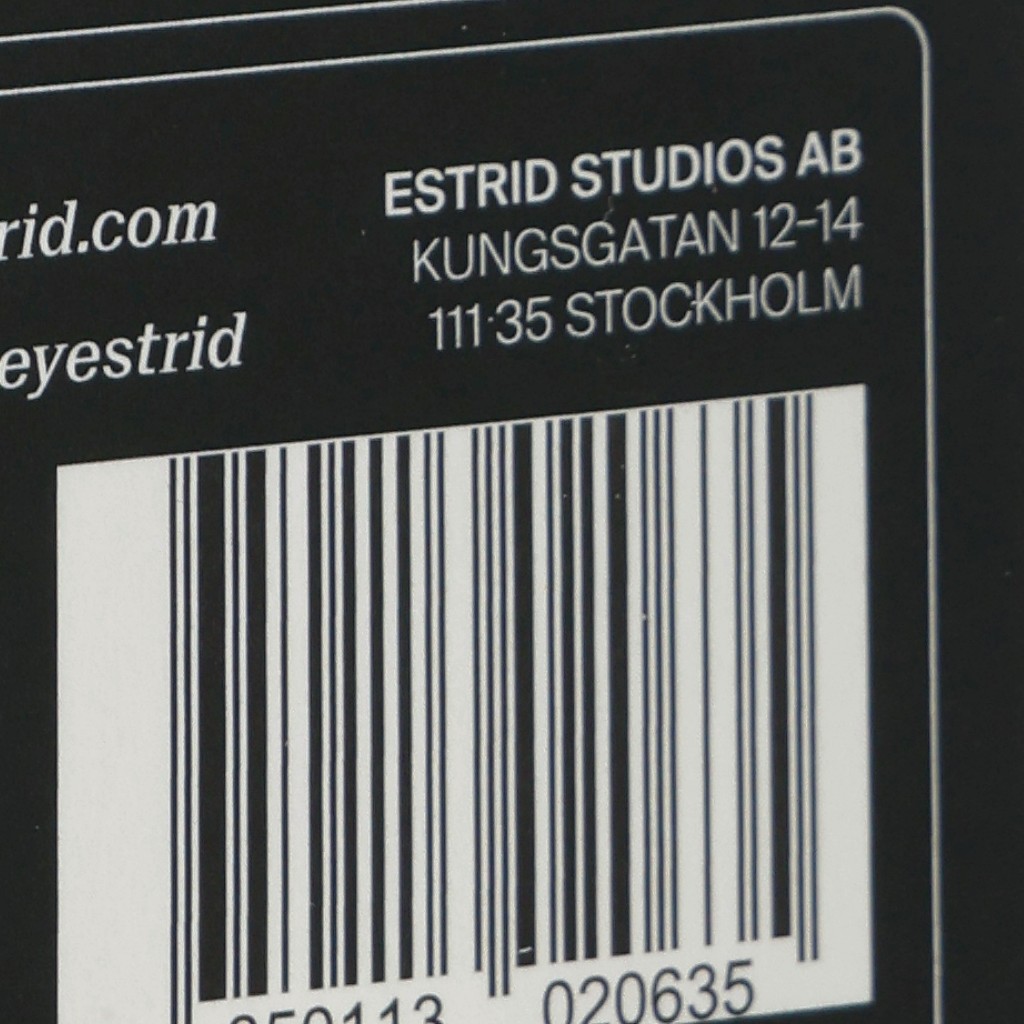 ESTRID STUDIOS AB
KUNGSGATAN 12–14
111 35 STOCKHOLM
rid.com
eyestrid
020635